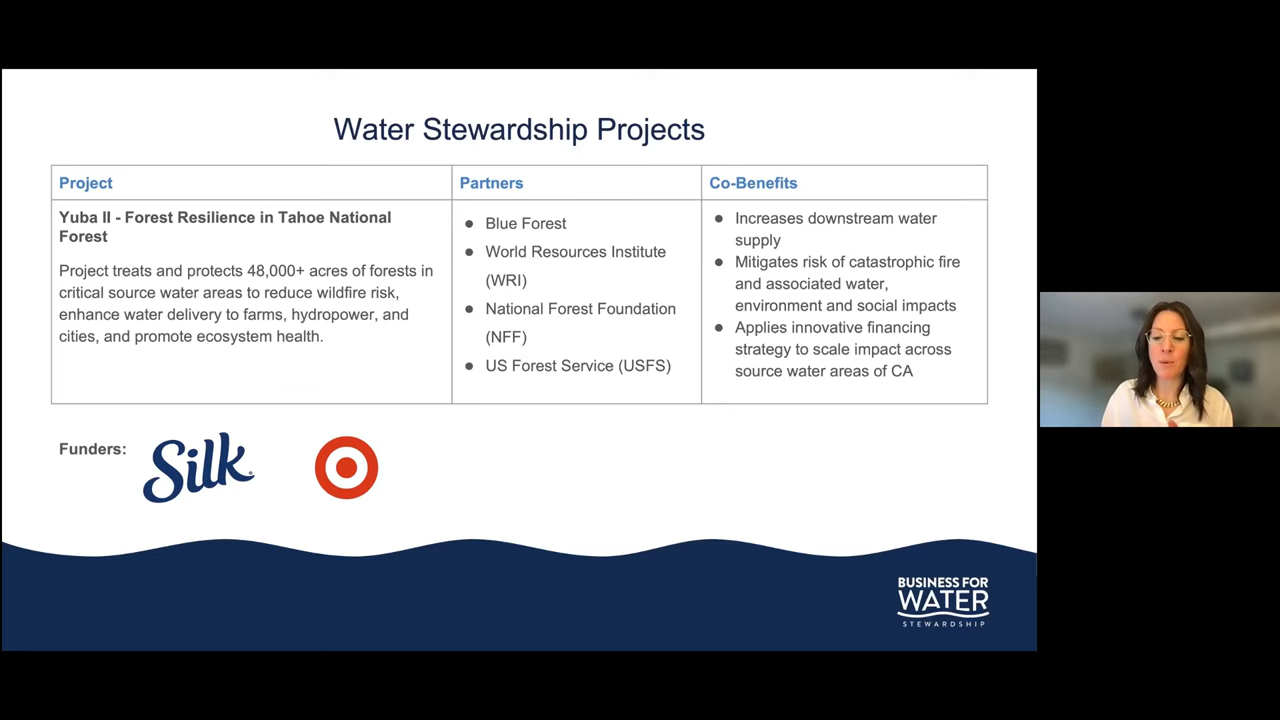 Water Stewardship Projects
Project
Partners
Co-Benefits
Yuba II - Forest Resilience in Tahoe National
Forest
Project treats and protects 48,000+ acres of forests in
critical source water areas to reduce wildfire risk,
enhance water delivery to farms, hydropower, and
cities, and promote ecosystem health.
● Blue Forest
● World Resources Institute
(WRI)
● National Forest Foundation
(NFF)
● US Forest Service (USFS)
● Increases downstream water
supply
● Mitigates risk of catastrophic fire
and associated water,
environment and social impacts
● Applies innovative financing
strategy to scale impact across
source water areas of CA
Funders:
Silk®
BUSINESS FOR
WATER
STEWARDSHIP